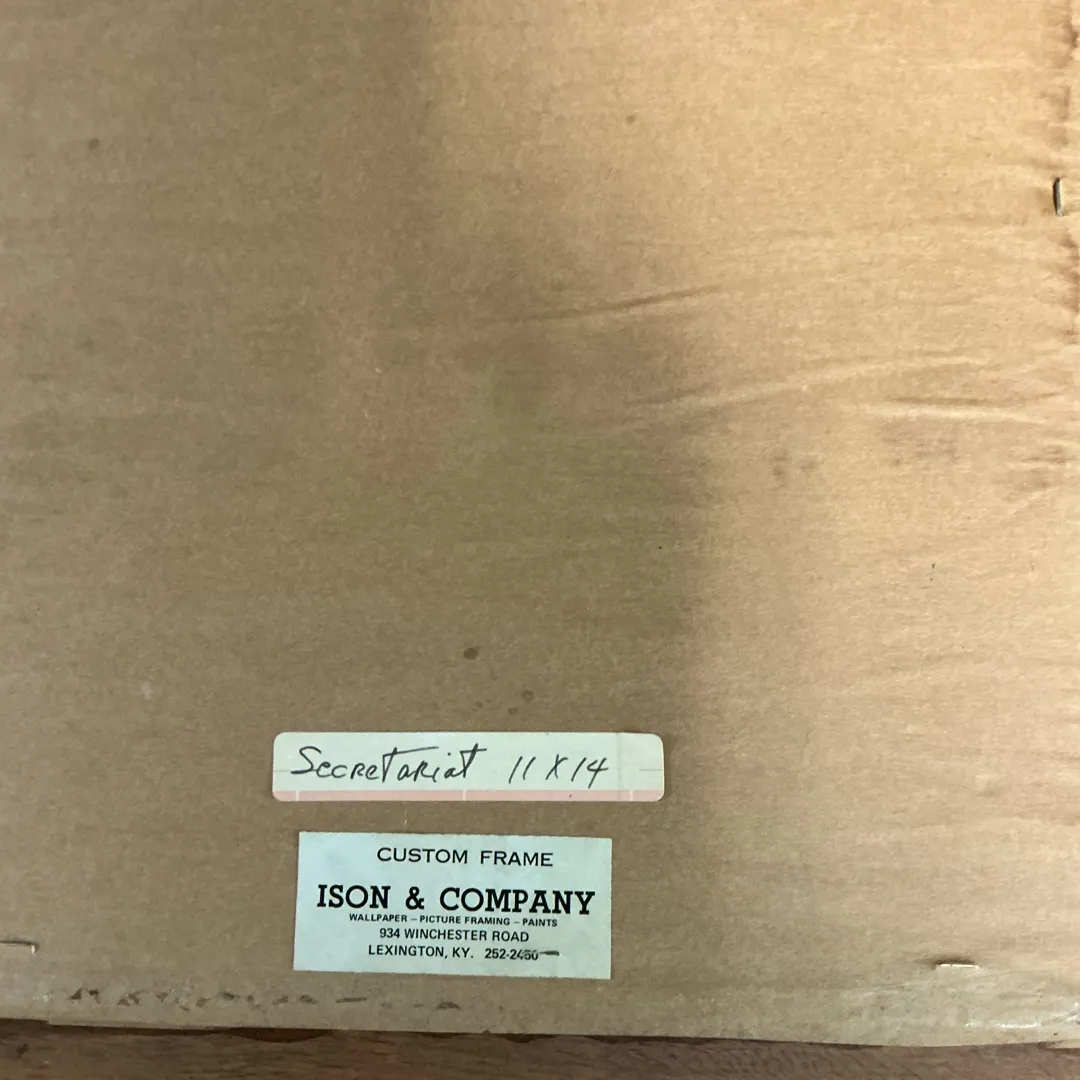 Secretariat 11 X 14
CUSTOM FRAME
ISON & COMPANY
WALLPAPER – PICTURE FRAMING – PAINTS
934 WINCHESTER ROAD
LEXINGTON, KY. 252-2450